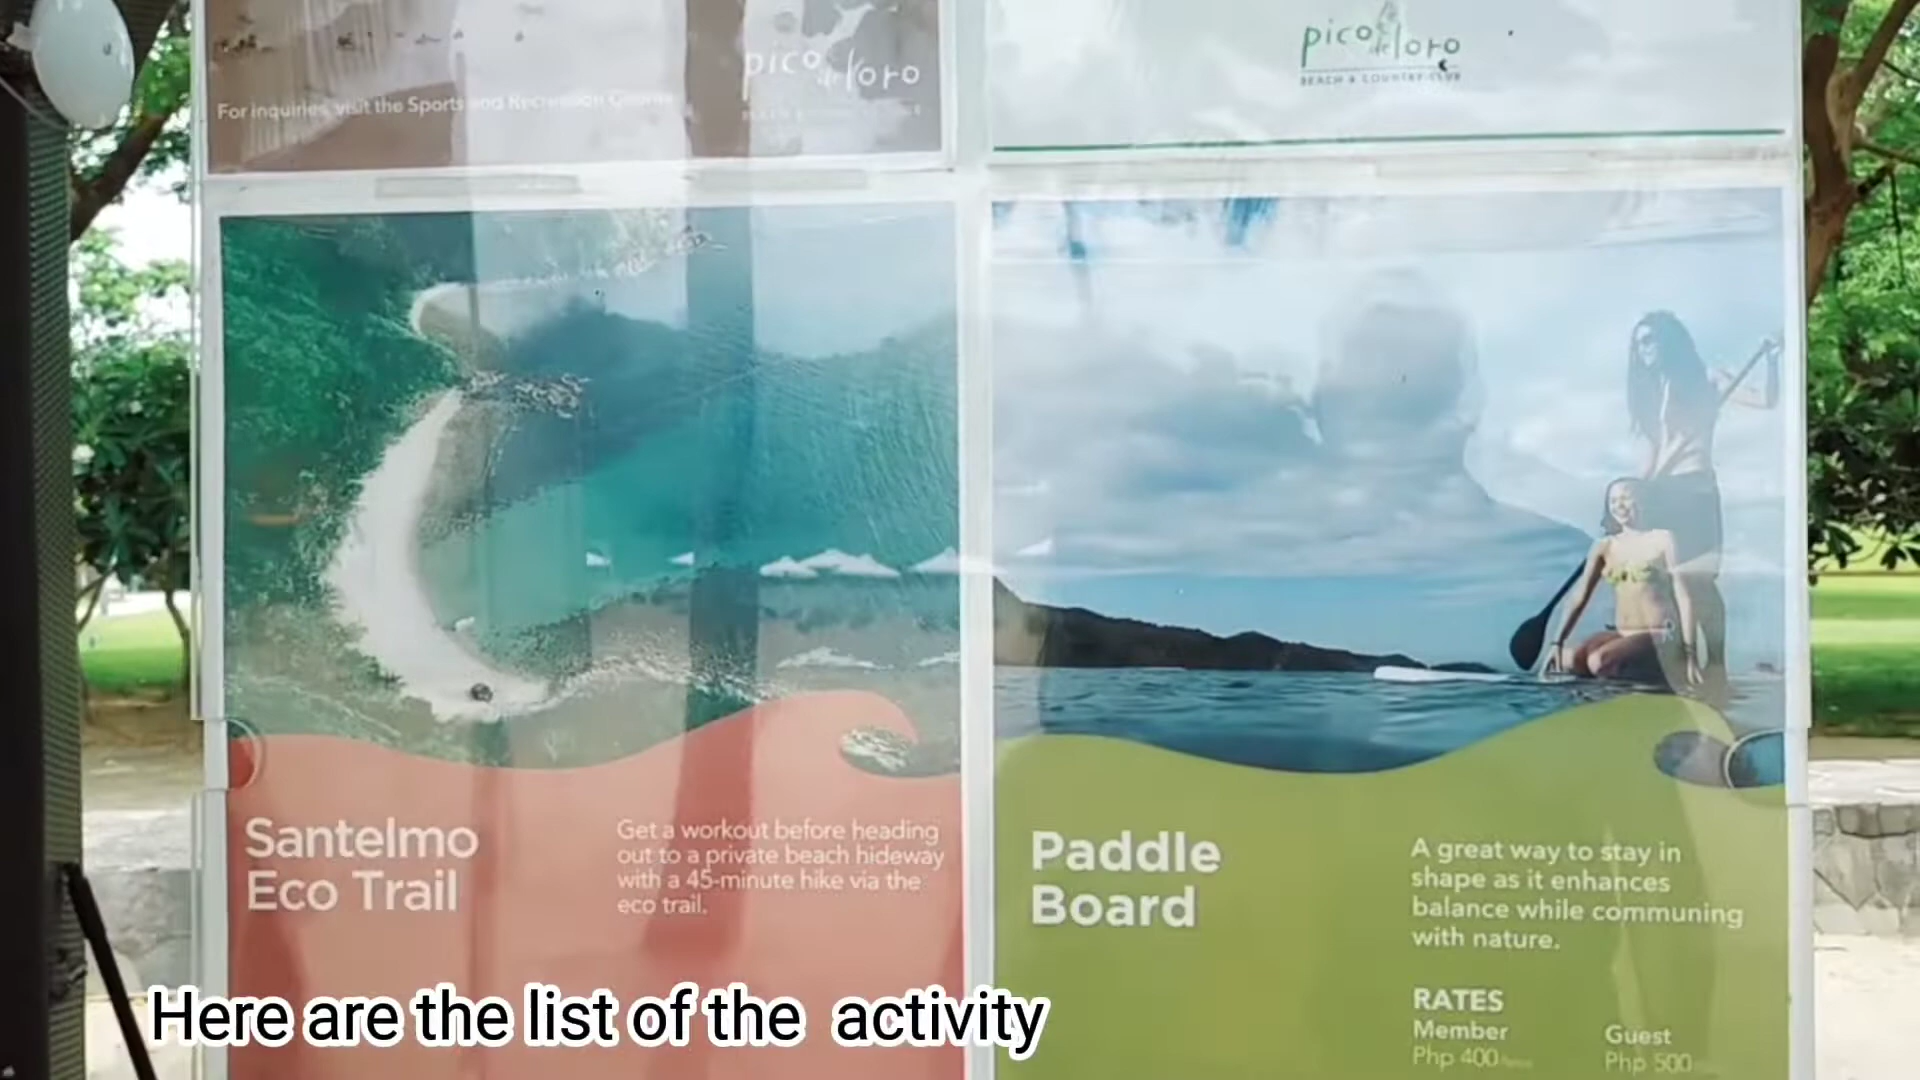 For inquiries, visit the Sports and Recreation
pico de loro
pico de loro
BEACH & COUNTRY CLUB
Santelmo
Eco Trail
Get a workout before heading
out to a private beach hideway
with a 45-minute hike via the
eco trail.
Paddle
Board
A great way to stay in
shape as it enhances
balance while communing
with nature.
RATES
Member
Guest
Php 400
Php 500
Here are the list of the activity